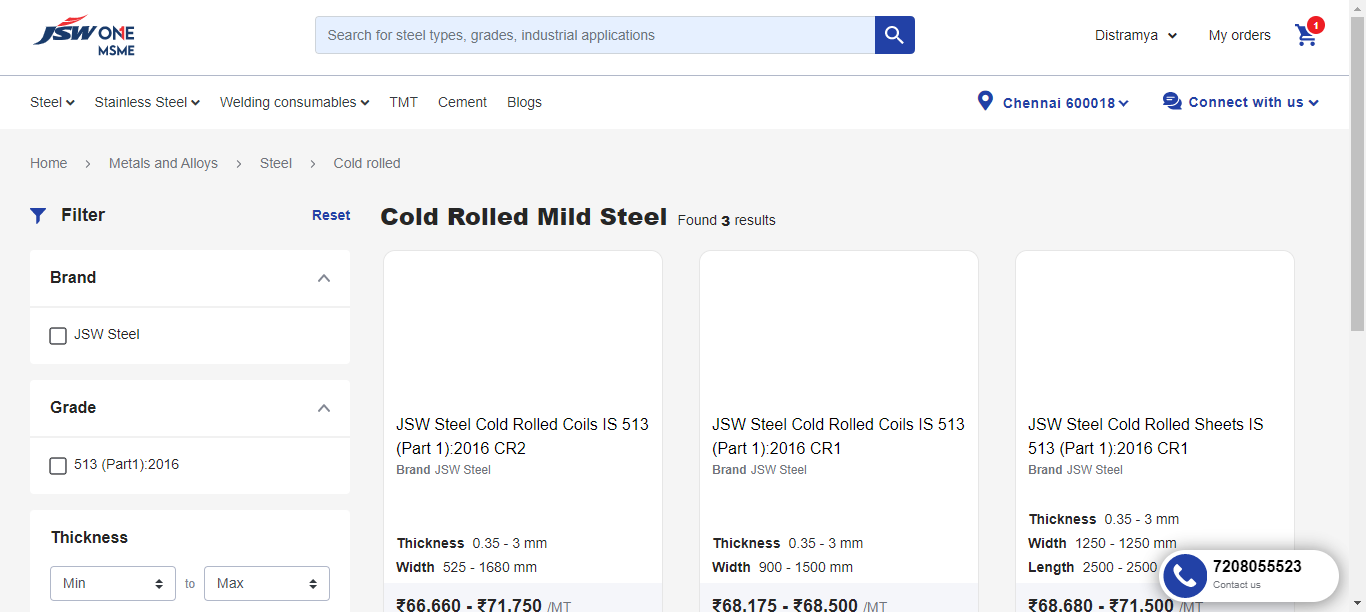 JSW ONE
MSME
Search for steel types, grades, industrial applications
Distramya
My orders
1
Steel
Stainless Steel
Welding consumables
TMT
Cement
Blogs
Chennai 600018
Connect with us
Home > Metals and Alloys > Steel > Cold rolled
Filter
Reset
Cold Rolled Mild Steel
Found 3 results
Brand
JSW Steel
Grade
513 (Part1):2016
Thickness
Min
to
Max
JSW Steel Cold Rolled Coils IS 513
(Part 1):2016 CR2
Brand JSW Steel
Thickness 0.35 - 3 mm
Width 525 - 1680 mm
₹66,660 - ₹71,750 /MT
JSW Steel Cold Rolled Coils IS 513
(Part 1):2016 CR1
Brand JSW Steel
Thickness 0.35 - 3 mm
Width 900 - 1500 mm
₹68,175 - ₹68,500 /MT
JSW Steel Cold Rolled Sheets IS
513 (Part 1):2016 CR1
Brand JSW Steel
Thickness 0.35 - 3 mm
Width 1250 - 1250 mm
Length 2500 - 2500
₹68,680 - ₹71,500 /MT
7208055523
Contact us